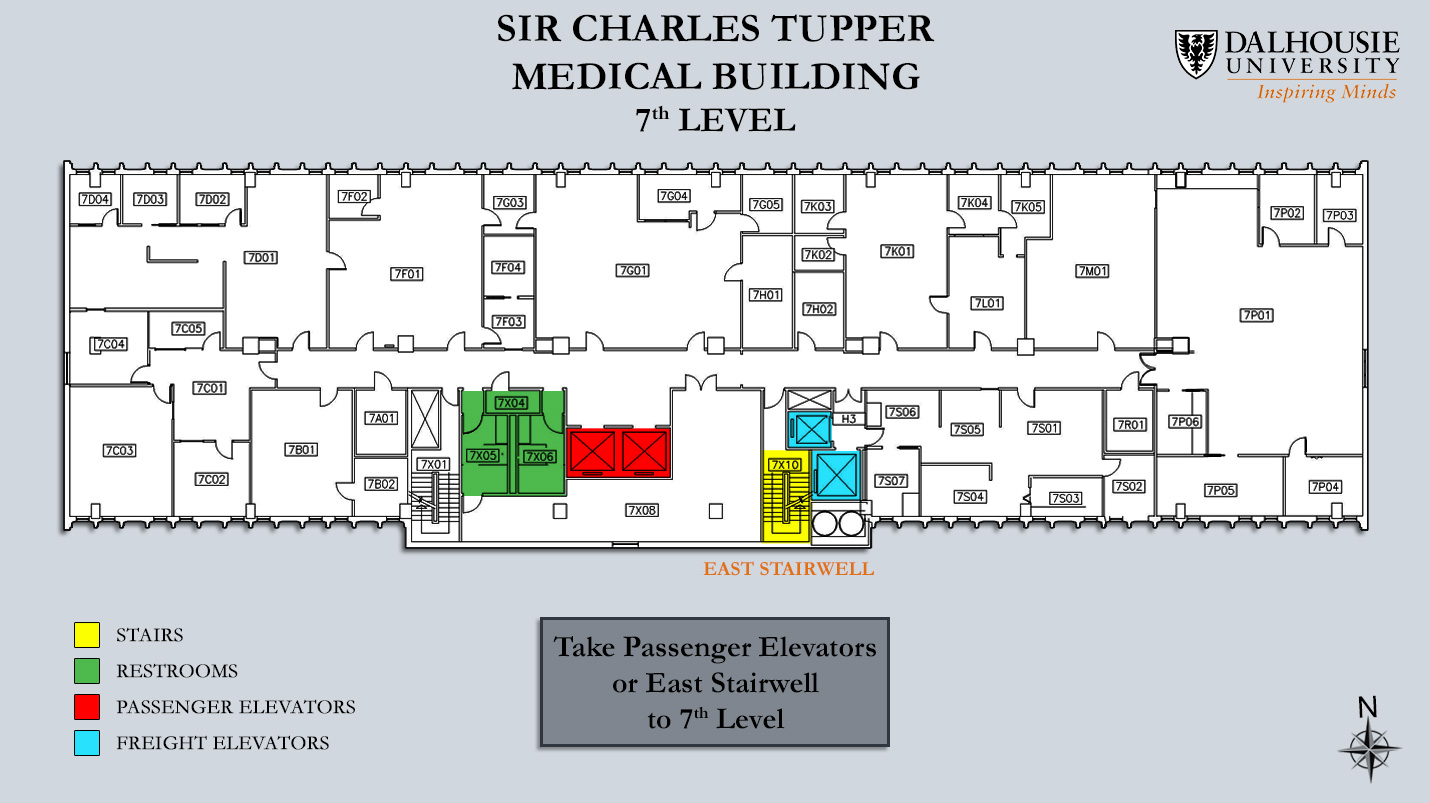 SIR CHARLES TUPPER
MEDICAL BUILDING
7th LEVEL
DALHOUSIE
UNIVERSITY
Inspiring Minds
7D04
7D03
7D02
7F02
7G03
7G04
7G05
7K03
7K04
7K05
7P02
7P03
7D01
7F01
7F04
7G01
7K02
7K01
7M01
7H01
7H02
7L01
7P01
7F03
7C05
7C04
7C01
7X04
7A01
7S06
H3
7S05
7S01
7R01
7P06
7C03
7B01
7X01
7X05
7X06
7X10
7C02
7B02
7S07
7S04
7S03
7S02
7P05
7P04
7X08
EAST STAIRWELL
STAIRS
RESTROOMS
PASSENGER ELEVATORS
FREIGHT ELEVATORS
Take Passenger Elevators
or East Stairwell
to 7th Level
N